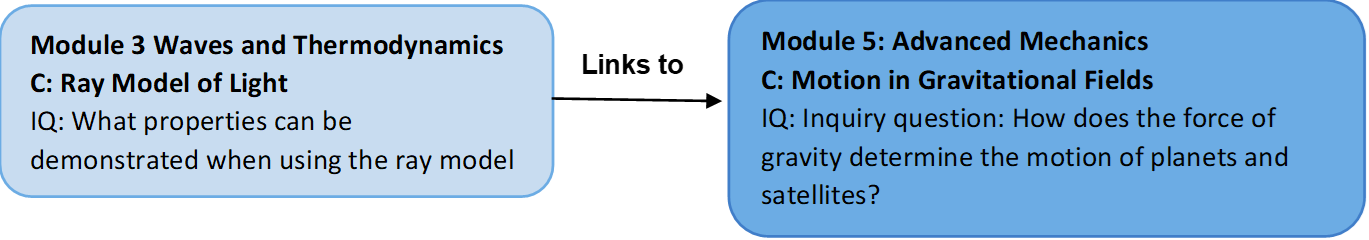 Module 3 Waves and Thermodynamics
C: Ray Model of Light
IQ: What properties can be
demonstrated when using the ray model
Links to
Module 5: Advanced Mechanics
C: Motion in Gravitational Fields
IQ: Inquiry question: How does the force of
gravity determine the motion of planets and
satellites?